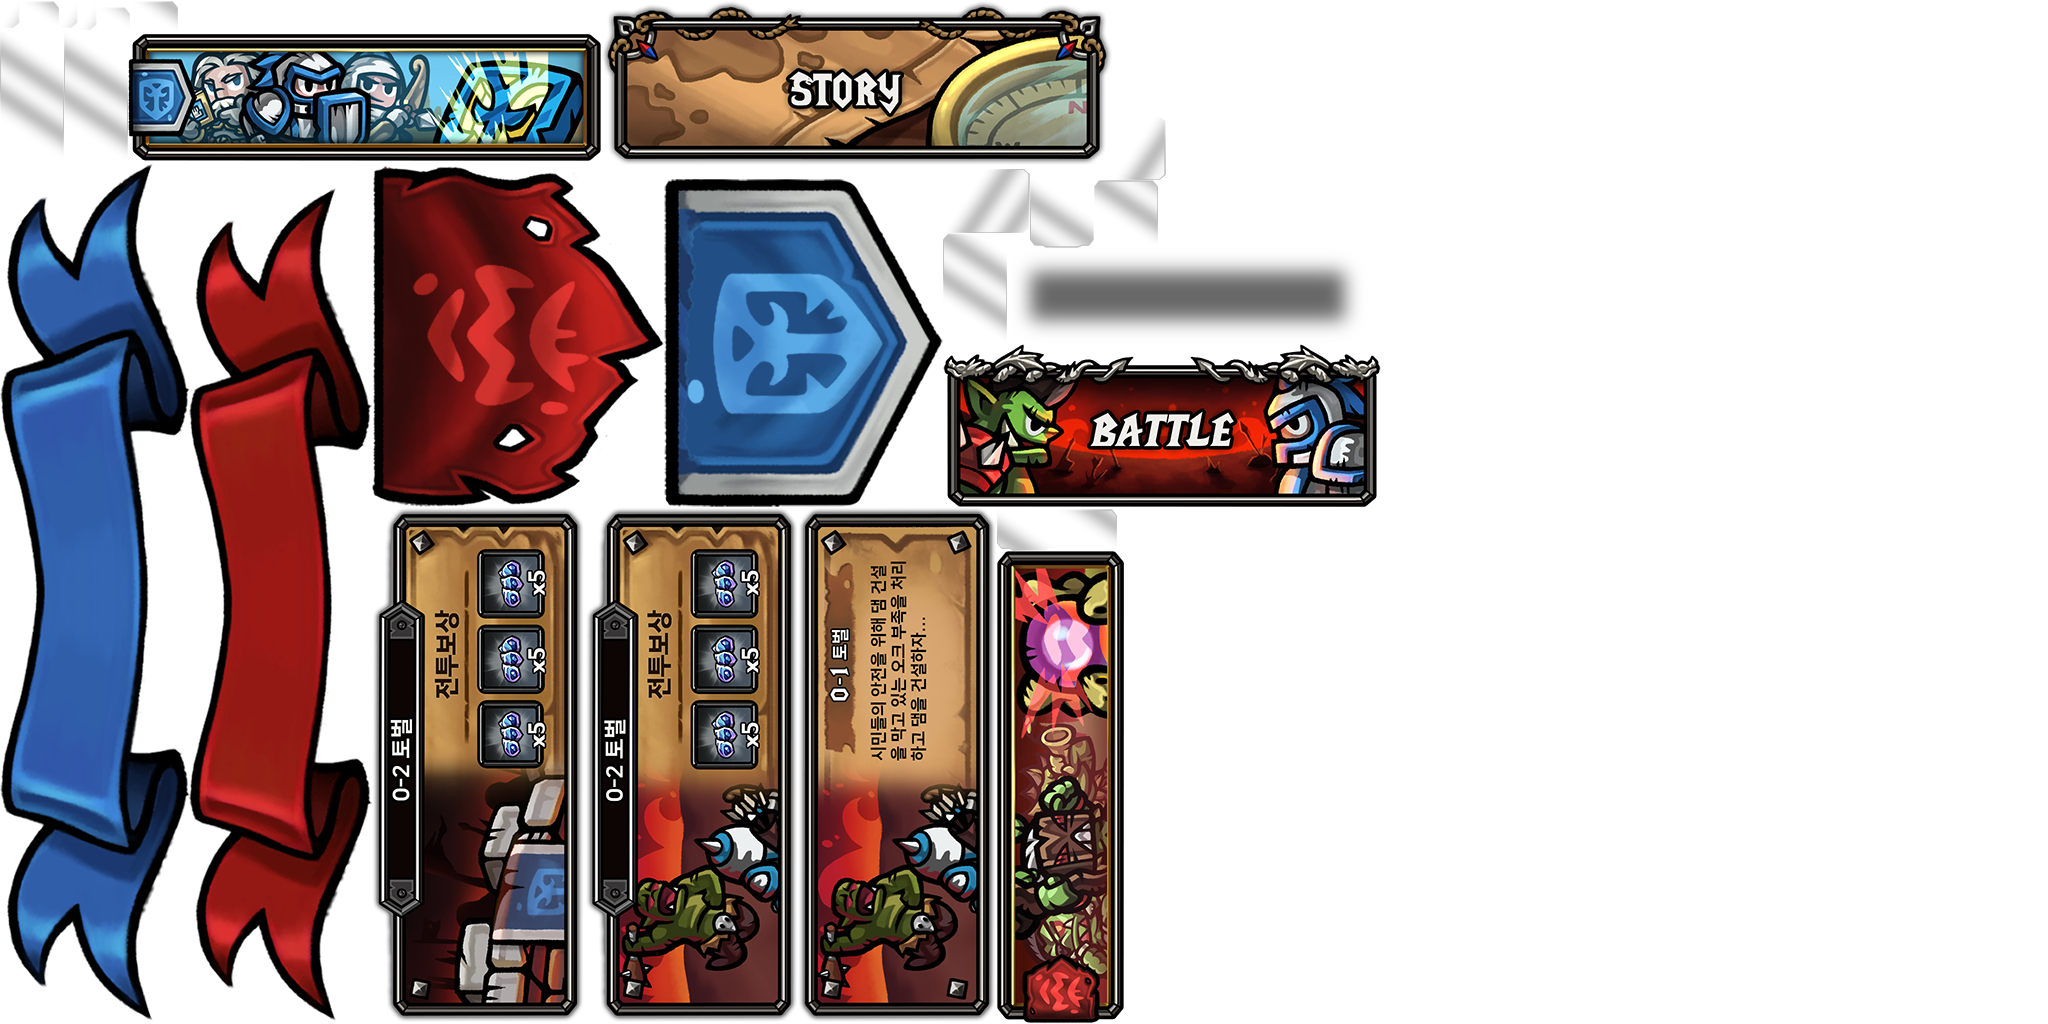 STORY
N
W
BATTLE
0-2 토벌
전투보상
x5
x5
x5
0-2 토벌
전투보상
x5
x5
x5
0-1 토벌
시민들의 안전을 위해 댐 건설
을 막고 있는 오크 부족을 처리
하고 댐을 건설하자...